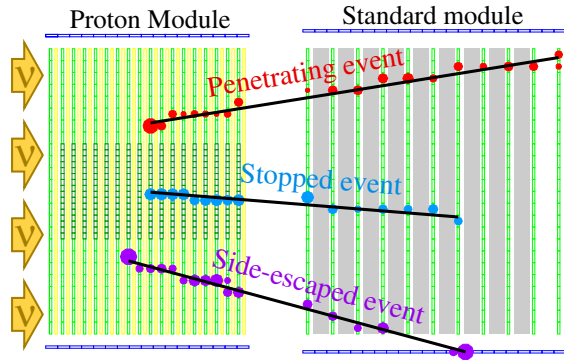 Proton Module
Standard module
ν
Penetrating event
ν
Stopped event
ν
Side-escaped event
ν